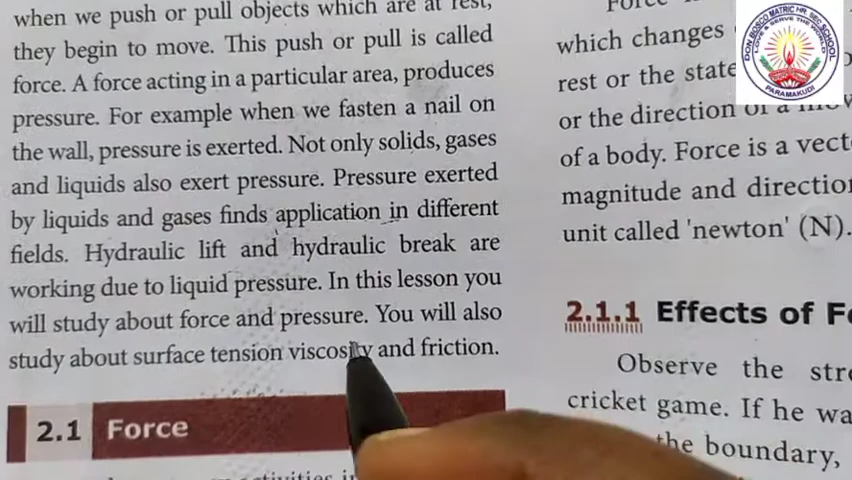 when we push or pull objects which are at rest,
they begin to move. This push or pull is called
force. A force acting in a particular area, produces
pressure. For example when we fasten a nail on
the wall, pressure is exerted. Not only solids, gases
and liquids also exert pressure. Pressure exerted
by liquids and gases finds application in different
fields. Hydraulic lift and hydraulic break are
working due to liquid pressure. In this lesson you
will study about force and pressure. You will also
study about surface tension viscosity and friction.
2.1 Force
Force
which changes
rest or the state
or the direction of a
of a body. Force is a
magnitude and
unit called 'newton' (N).
2.1.1 Effects of
Observe the
cricket game. If he
the boundary,
DON BOSCO MATRIC HR. SEC SCHOOL
LOVE & SERVE THE WORLD
PARAMAKUDI